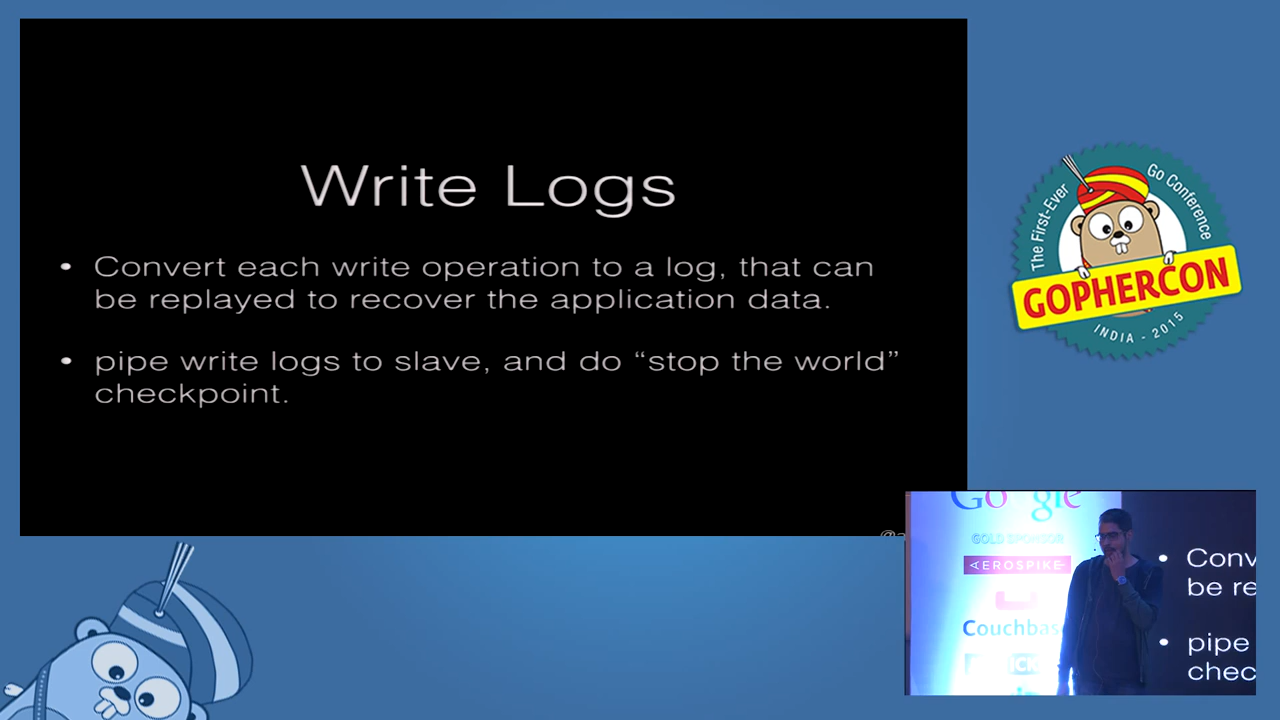 Write Logs
• Convert each write operation to a log, that can
be replayed to recover the application data.
• pipe write logs to slave, and do “stop the world”
checkpoint.
The First-Ever
Go Conference
GOPHERCON
INDIA - 2015
Google
GOLD SPONSOR
AEROSPIKE
Couchbase
• Conv
be re
• pipe
chec